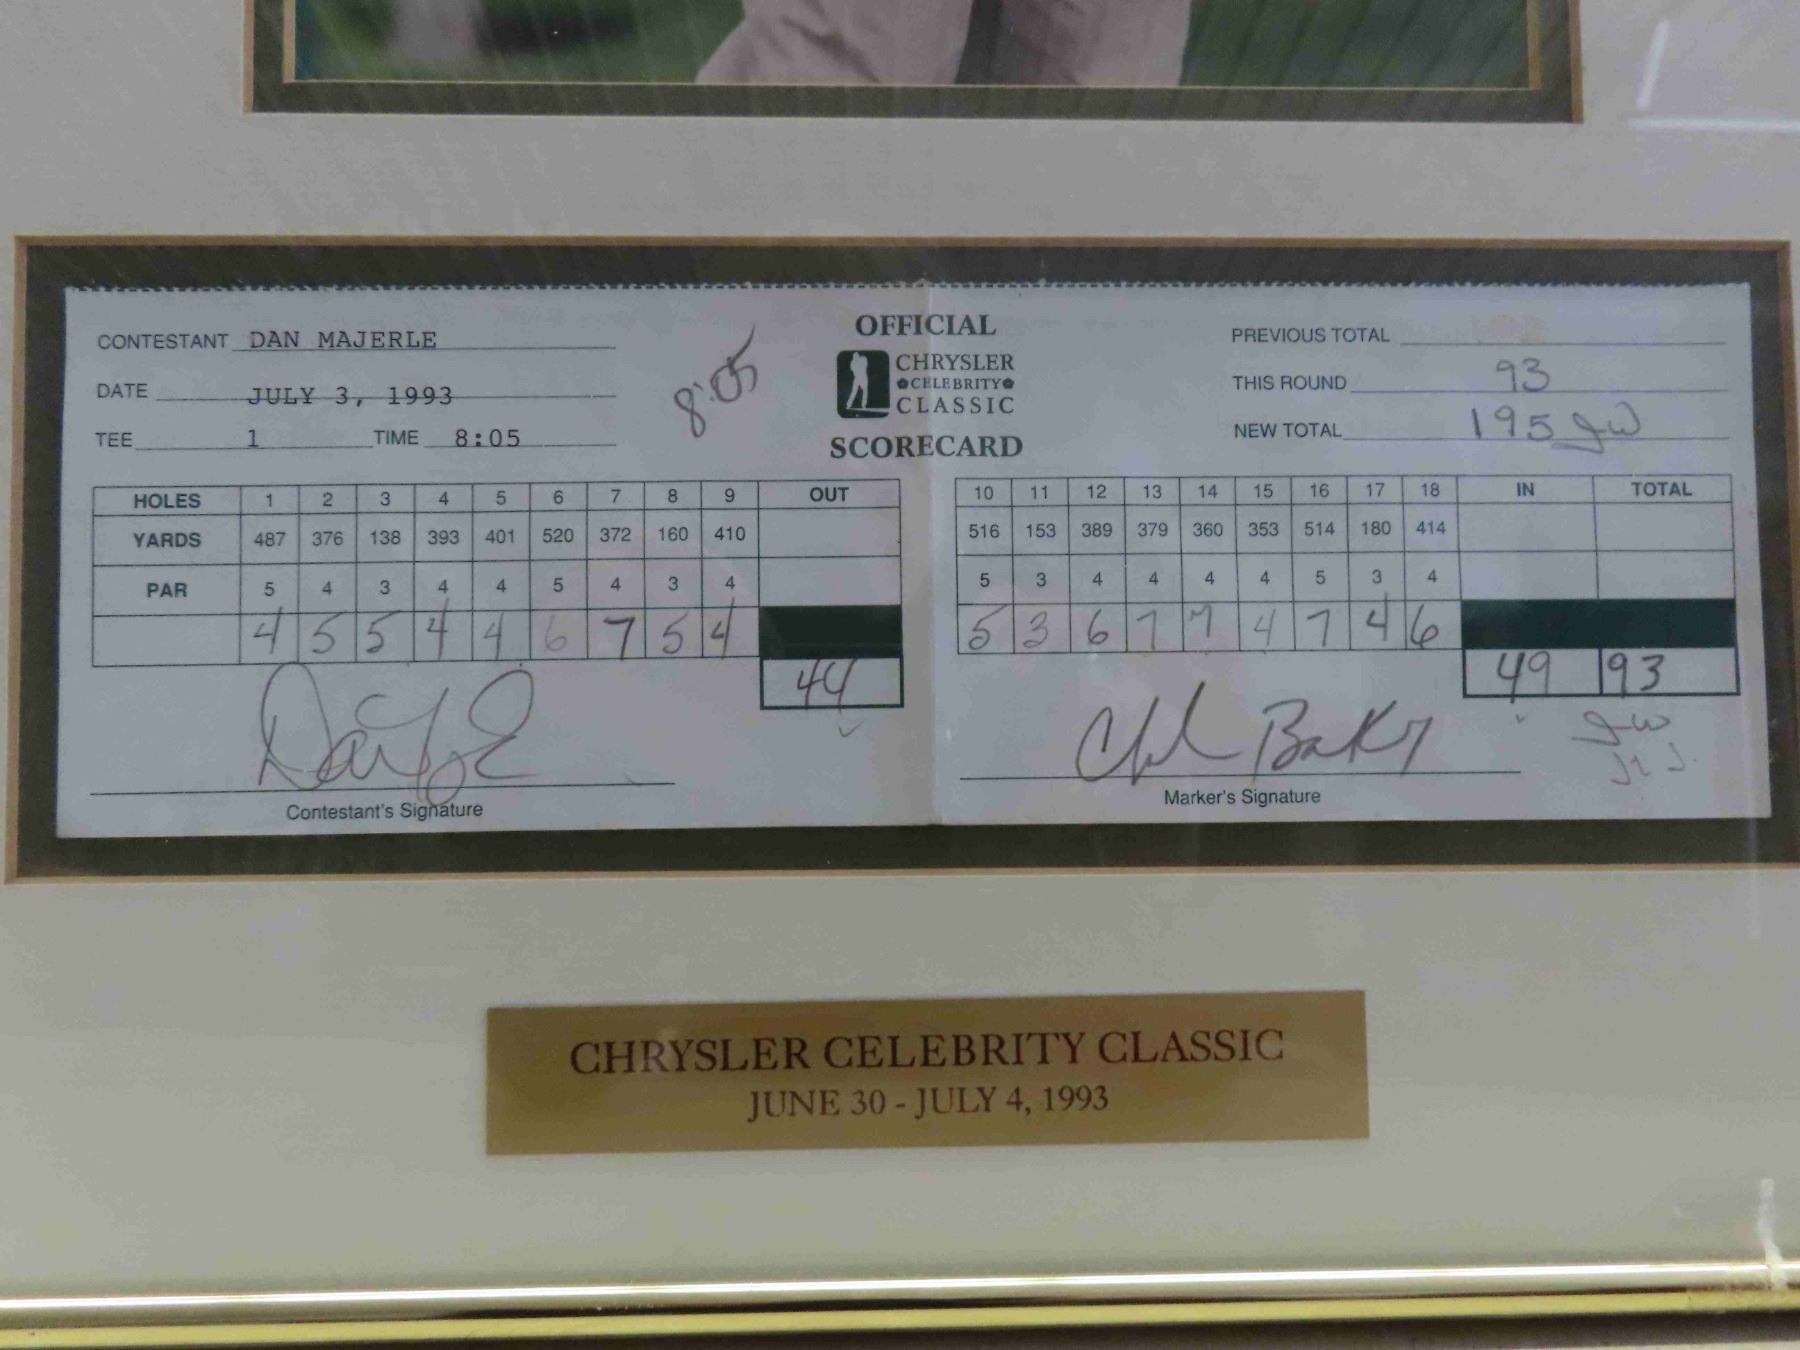 OFFICIAL
CHRYSLER
CELEBRITY
CLASSIC
SCORECARD
CONTESTANT DAN MAJERLE
DATE JULY 3, 1993
TEE 1 TIME 8:05
8:05
PREVIOUS TOTAL
THIS ROUND 93
NEW TOTAL 195 JW
HOLES 1 2 3 4 5 6 7 8 9 OUT
YARDS 487 376 138 393 401 520 372 160 410
PAR 5 4 3 4 4 5 4 3 4
4 5 5 4 4 6 7 5 4
44
10 11 12 13 14 15 16 17 18 IN TOTAL
516 153 389 379 360 353 514 180 414
5 3 4 4 4 4 5 3 4
5 3 6 7 7 4 7 4 6
49 93
JW
Contestant's Signature
Baker
Marker's Signature
CHRYSLER CELEBRITY CLASSIC
JUNE 30 - JULY 4, 1993